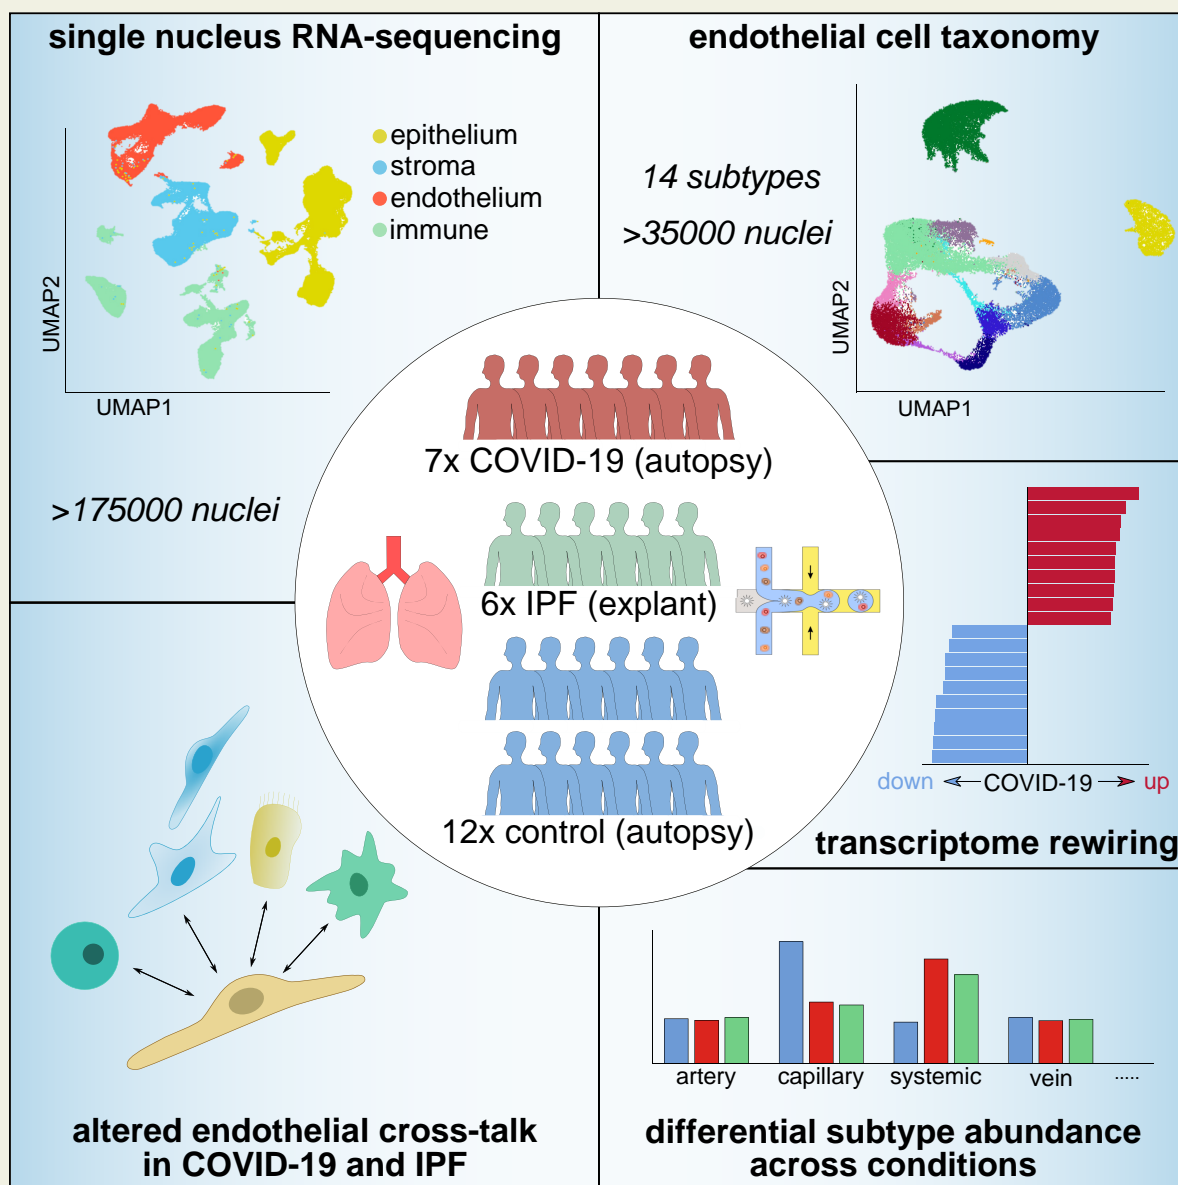 single nucleus RNA-sequencing
epithelium
stroma
endothelium
immune
UMAP2
UMAP1
>175000 nuclei
endothelial cell taxonomy
14 subtypes
>35000 nuclei
UMAP2
UMAP1
7x COVID-19 (autopsy)
6x IPF (explant)
12x control (autopsy)
down COVID-19 up
transcriptome rewiring
altered endothelial cross-talk
in COVID-19 and IPF
artery capillary systemic vein .....
differential subtype abundance
across conditions